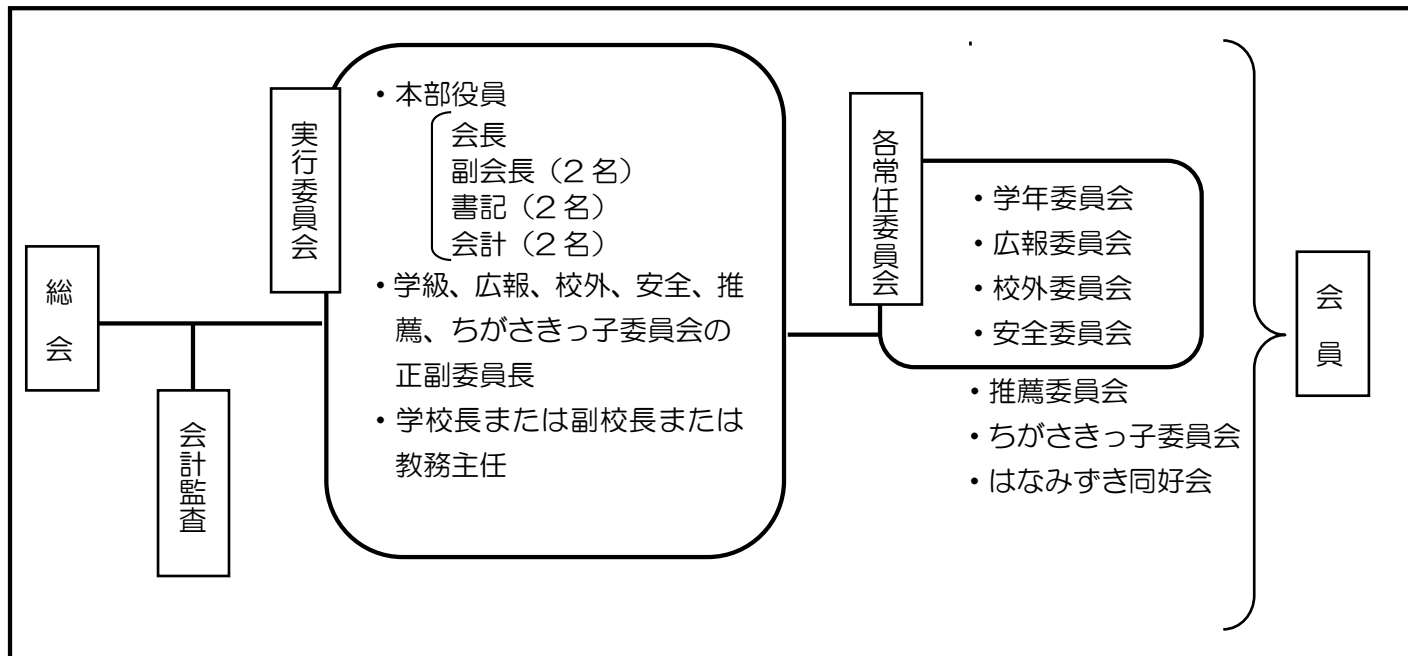 総会
会計監査
実行委員会
・本部役員
会長
副会長（2名）
書記（2名）
会計（2名）
・学級、広報、校外、安全、推
薦、ちがさきっ子委員会の
正副委員長
・学校長または副校長または
教務主任
各常任委員会
・学年委員会
・広報委員会
・校外委員会
・安全委員会
・推薦委員会
・ちがさきっ子委員会
・はなみずき同好会
会員